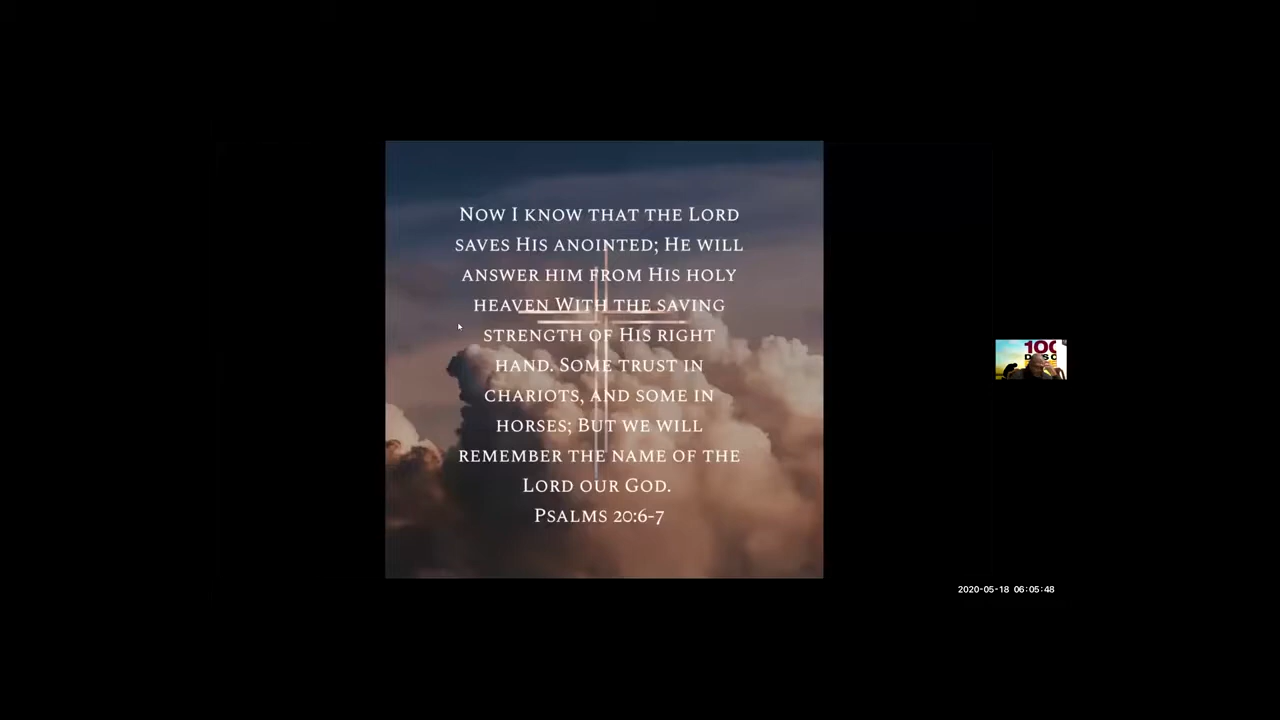 Now I know that the Lord
saves His anointed; He will
answer him from His holy
heaven With the saving
strength of His right
hand. Some trust in
chariots, and some in
horses; But we will
remember the name of the
Lord our God.
Psalms 20:6-7
100
2020-05-18 06:05:48